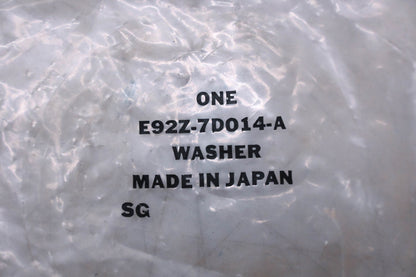 ONE
E92Z-7D014-A
WASHER
MADE IN JAPAN
SG